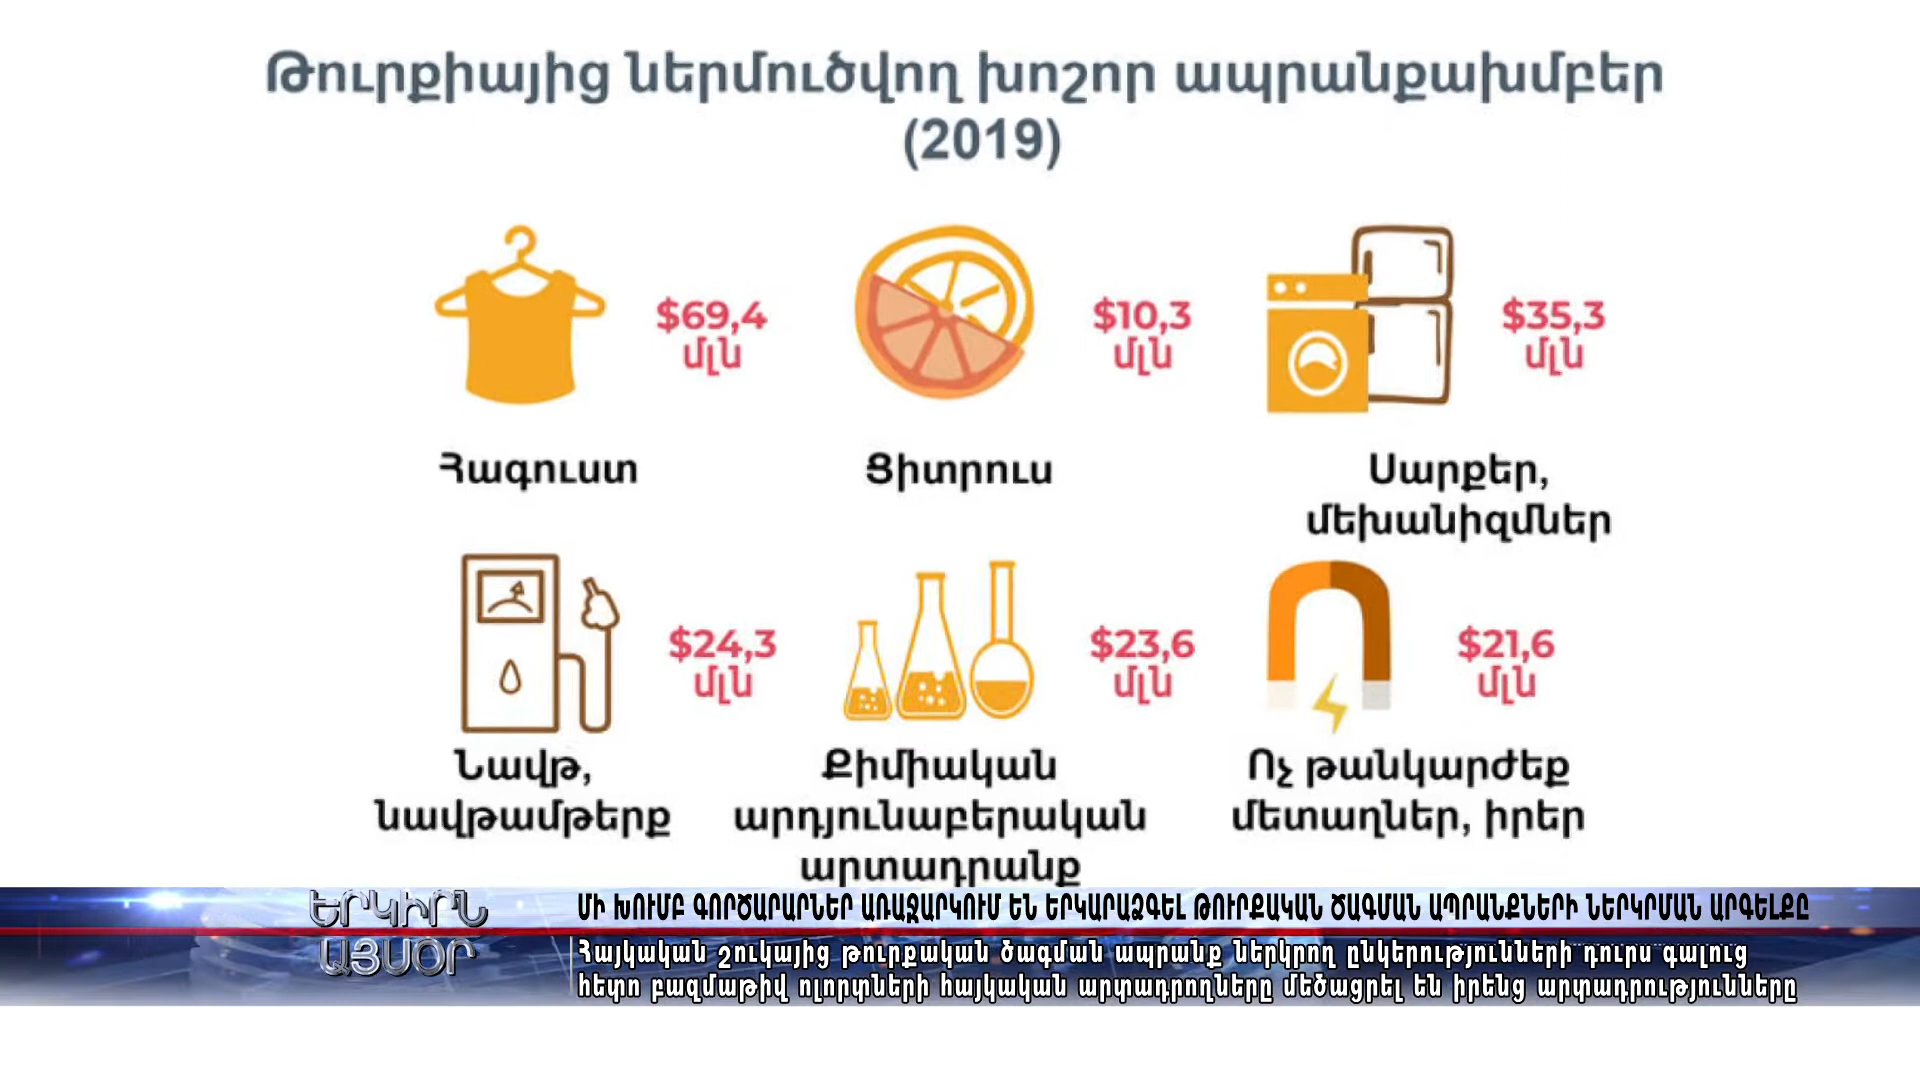 Թուրքիայից ներմուծվող խոշոր ապրանքախմբեր
(2019)
$69,4
մլն
$10,3
մլն
$35,3
մլն
Հագուստ
Ցիտրուս
Սարքեր,
մեխանիզմներ
$24,3
մլն
$23,6
մլն
$21,6
մլն
Նավթ,
նավթամթերք
Քիմիական
արդյունաբերական
արտադրանք
Ոչ թանկարժեք
մետաղներ, իրեր
ԵՐԿԻՐՆ
ԱՅՍՕՐ
ՄԻ ԽՈՒՄԲ ԳՈՐԾԱՐԱՐՆԵՐ ԱՌԱՋԱՐԿՈՒՄ ԵՆ ԵՐԿԱՐԱՁԳԵԼ ԹՈՒՐՔԱԿԱՆ ԾԱԳՄԱՆ ԱՊՐԱՆՔՆԵՐԻ ՆԵՐԿՐՄԱՆ ԱՐԳԵԼՔԸ
Հայկական շուկայից թուրքական ծագման ապրանք ներկրող ընկերությունների դուրս գալուց
հետո բազմաթիվ ոլորտների հայկական արտադրողները մեծացրել են իրենց արտադրությունները